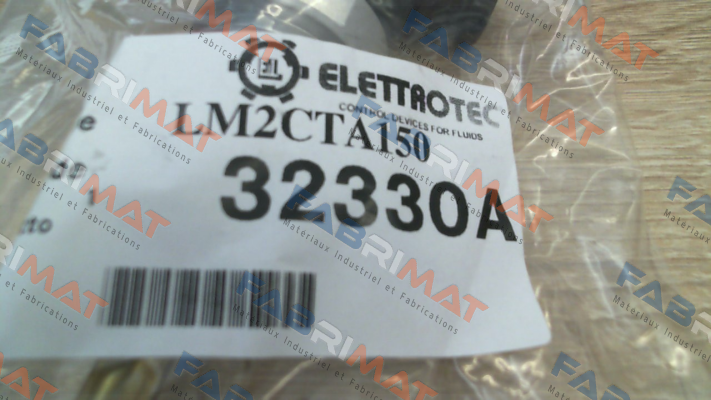 ELETTROTEC
CONTROL DEVICES FOR FLUIDS
LM2CTA150
32330A
FABRIMAT
Materiaux Industriel et Fabrications